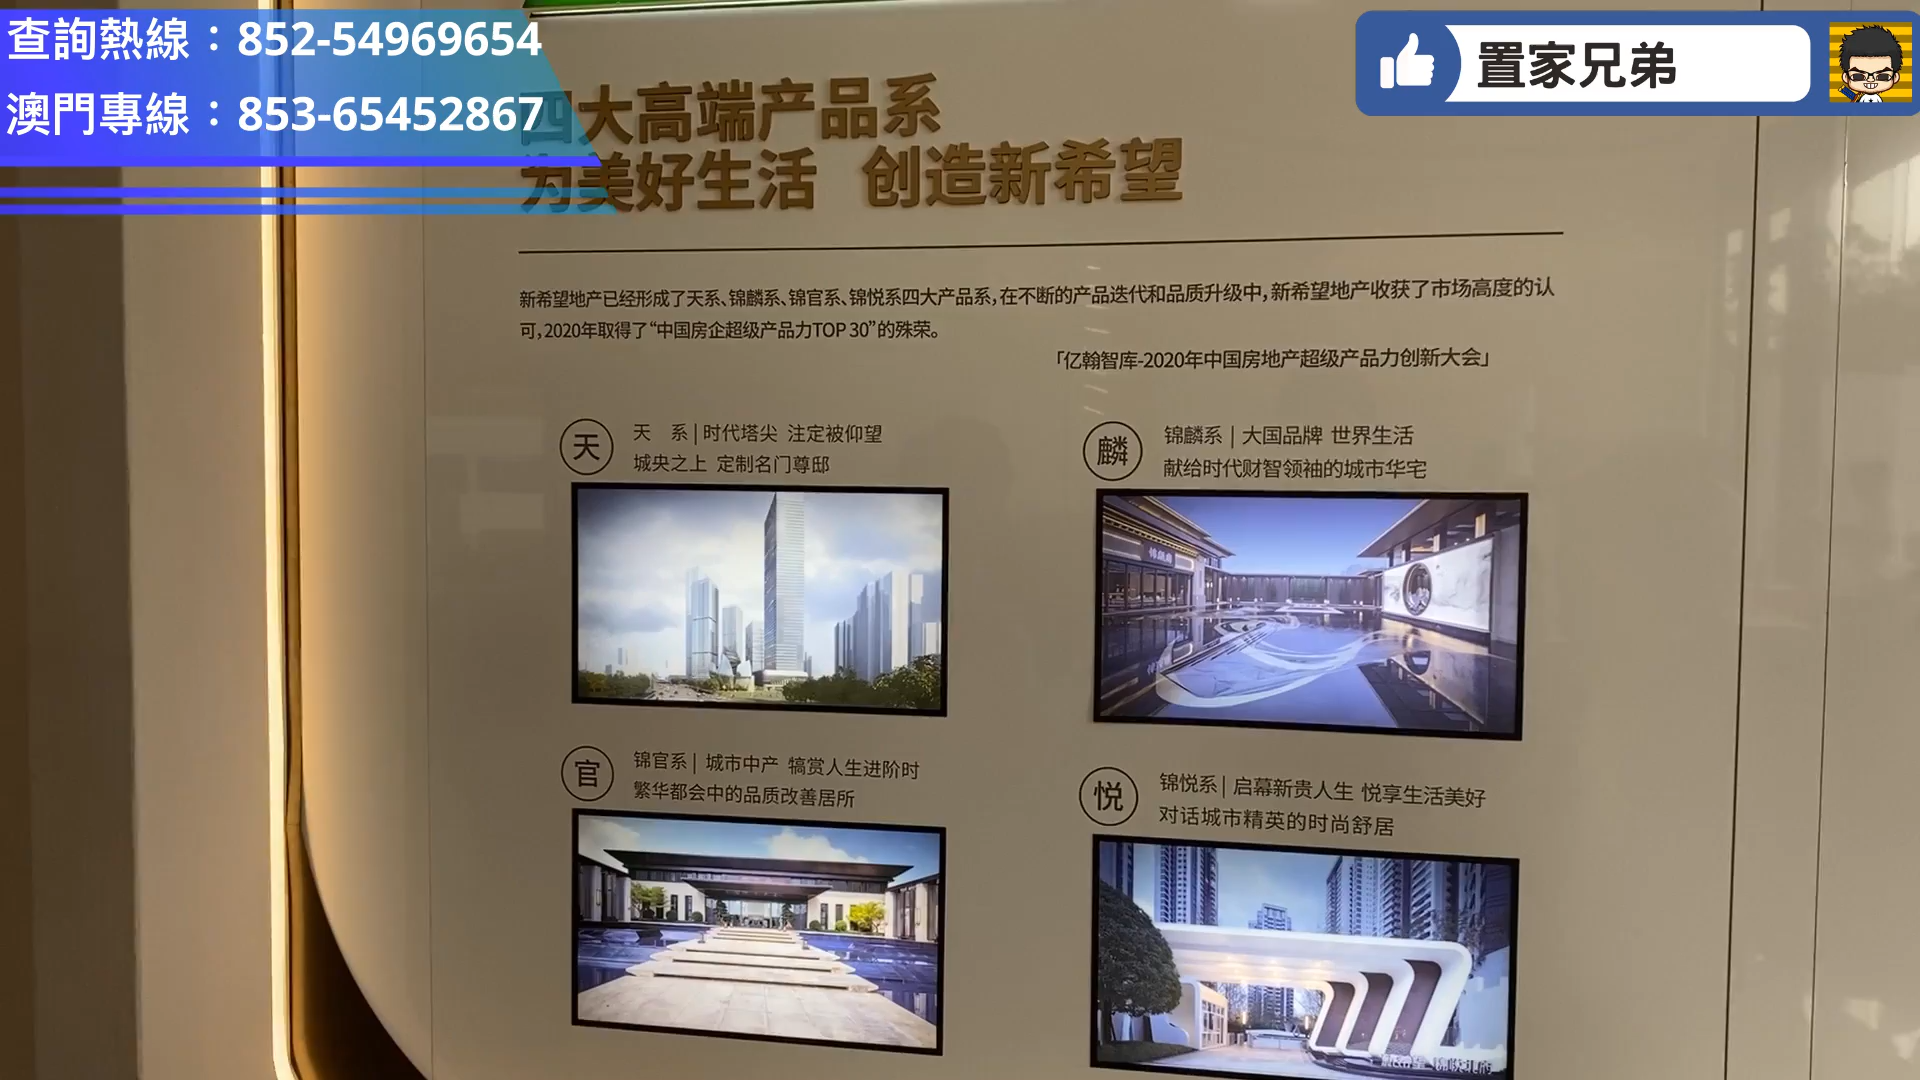 查詢熱線：852-54969654
澳門專線：853-65452867
置家兄弟
四大高端产品系
为美好生活 创造新希望
新希望地产已经形成了天系、锦麟系、锦官系、锦悦系四大产品系,在不断的产品迭代和品质升级中,新希望地产收获了市场高度的认
可,2020年取得了“中国房企超级产品力TOP 30”的殊荣。
「亿翰智库-2020年中国房地产超级产品力创新大会」
天
天 系|时代塔尖 注定被仰望
城央之上 定制名门尊邸
麟
锦麟系|大国品牌 世界生活
献给时代财智领袖的城市华宅
官
锦官系|城市中产 犒赏人生进阶时
繁华都会中的品质改善居所
悦
锦悦系|启幕新贵人生 悦享生活美好
对话城市精英的时尚舒居